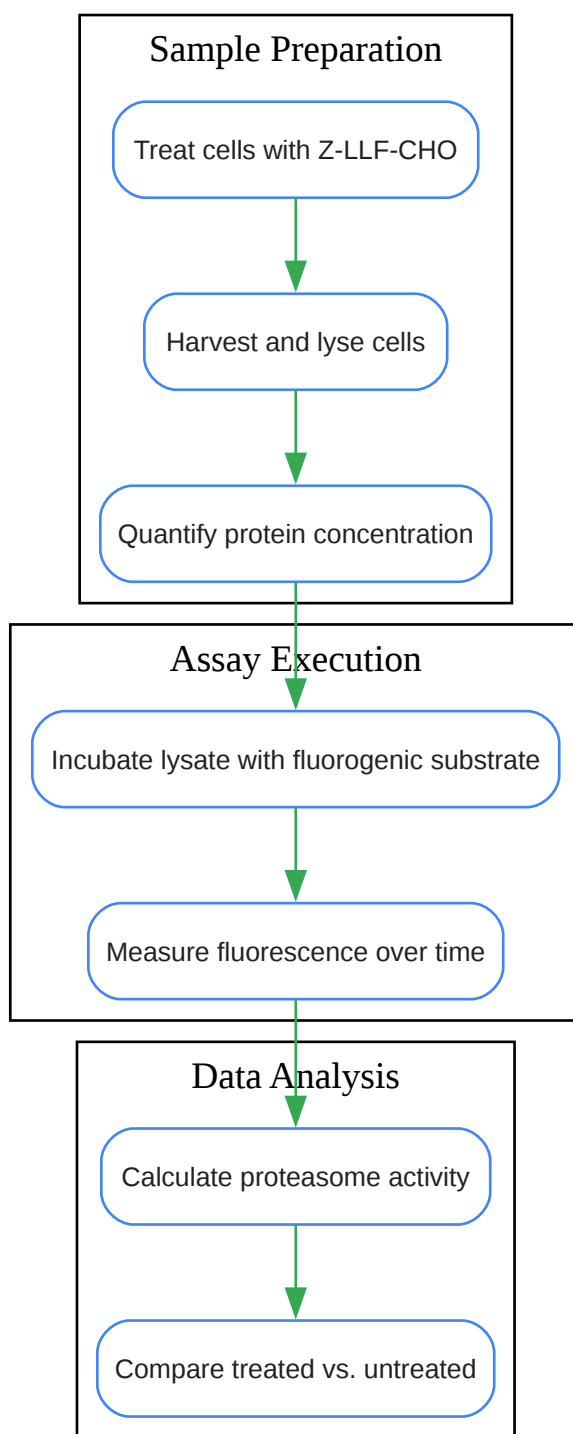 Sample Preparation
Treat cells with Z-LLF-CHO
Harvest and lyse cells
Quantify protein concentration
Assay Execution
Incubate lysate with fluorogenic substrate
Measure fluorescence over time
Data Analysis
Calculate proteasome activity
Compare treated vs. untreated